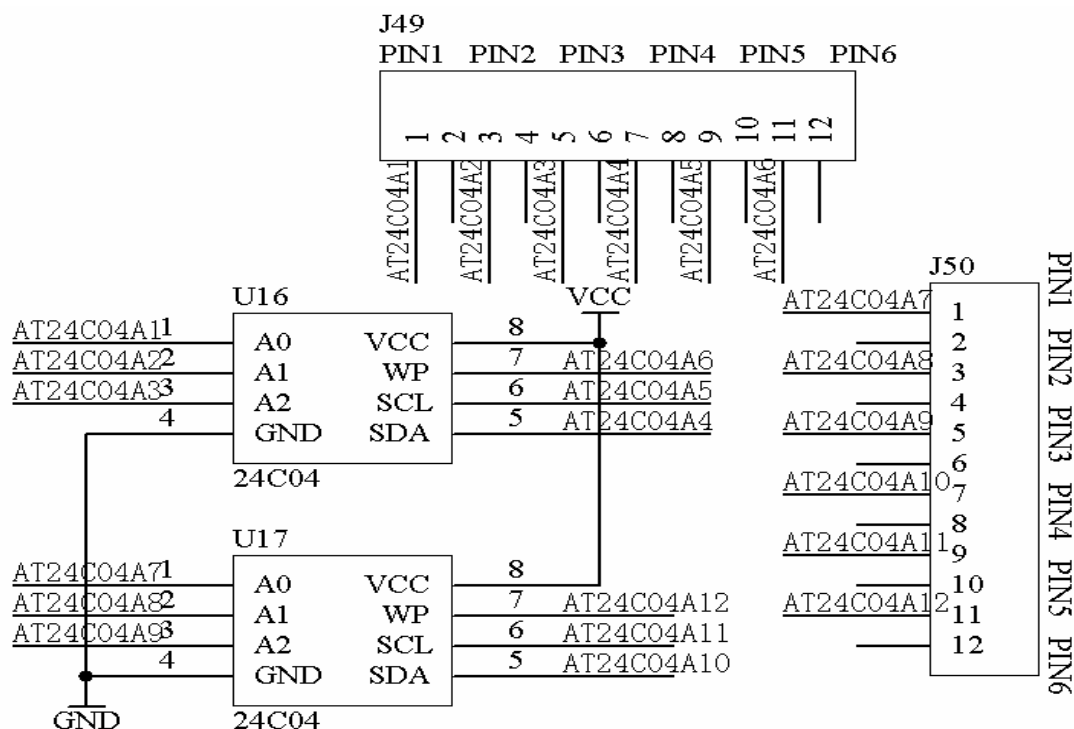 J49
PIN1 PIN2 PIN3 PIN4 PIN5 PIN6
1 2 3 4 5 6 7 8 9 10 11 12
AT24C04A1 AT24C04A2 AT24C04A3 AT24C04A4 AT24C04A5 AT24C04A6
VCC
U16
AT24C04A1 1 A0 VCC 8
AT24C04A2 2 A1 WP 7 AT24C04A6
AT24C04A3 3 A2 SCL 6 AT24C04A5
4 GND SDA 5 AT24C04A4
24C04
U17
AT24C04A7 1 A0 VCC 8
AT24C04A8 2 A1 WP 7 AT24C04A12
AT24C04A9 3 A2 SCL 6 AT24C04A11
4 GND SDA 5 AT24C04A10
GND
24C04
J50
AT24C04A7 1
2
AT24C04A8 3
4
AT24C04A9 5
6
AT24C04A10 7
8
AT24C04A11 9
10
AT24C04A12 11
12
PIN1 PIN2 PIN3 PIN4 PIN5 PIN6